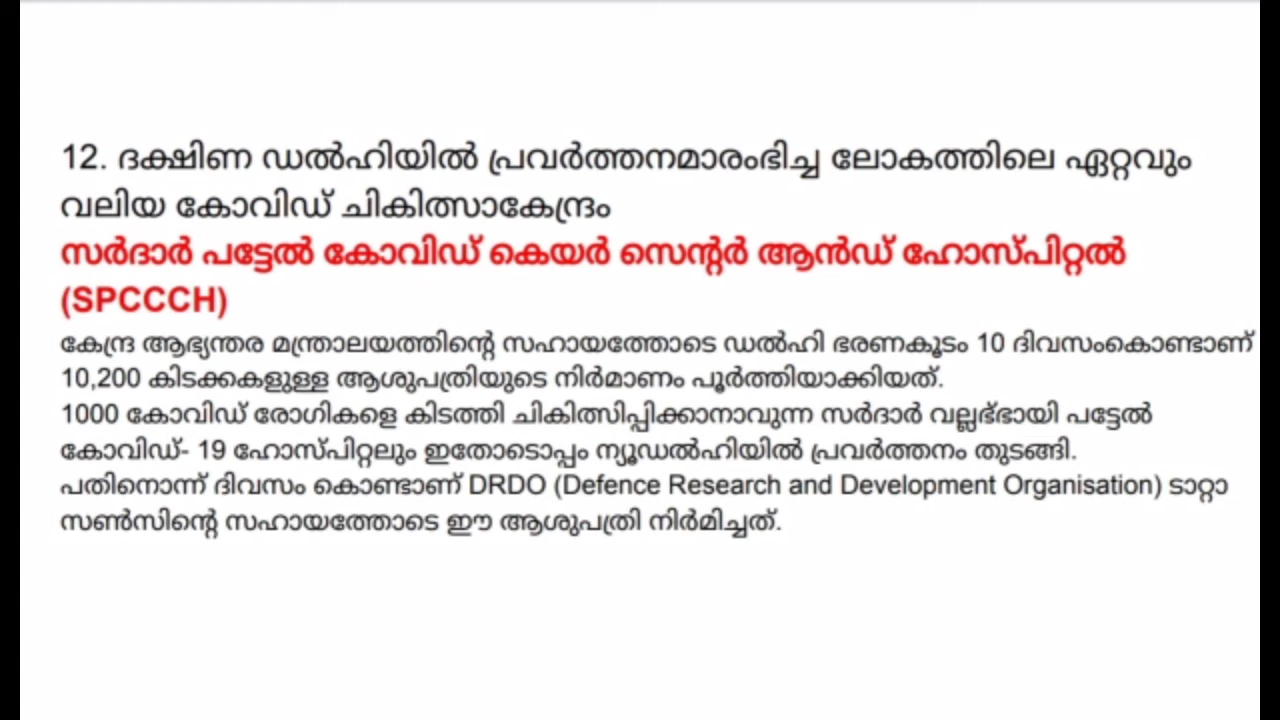 12. ദക്ഷിണ ഡൽഹിയിൽ പ്രവർത്തനമാരംഭിച്ച ലോകത്തിലെ ഏറ്റവും
വലിയ കോവിഡ് ചികിത്സാകേന്ദ്രം
സർദാർ പട്ടേൽ കോവിഡ് കെയർ സെന്റർ ആൻഡ് ഹോസ്പിറ്റൽ
(SPCCCH)
കേന്ദ്ര ആഭ്യന്തര മന്ത്രാലയത്തിന്റെ സഹായത്തോടെ ഡൽഹി ഭരണകൂടം 10 ദിവസംകൊണ്ടാണ്
10,200 കിടക്കകളുള്ള ആശുപത്രിയുടെ നിർമാണം പൂർത്തിയാക്കിയത്.
1000 കോവിഡ് രോഗികളെ കിടത്തി ചികിത്സിപ്പിക്കാനാവുന്ന സർദാർ വല്ലഭ്ഭായി പട്ടേൽ
കോവിഡ്- 19 ഹോസ്പിറ്റലും ഇതോടൊപ്പം ന്യൂഡൽഹിയിൽ പ്രവർത്തനം തുടങ്ങി.
പതിനൊന്ന് ദിവസം കൊണ്ടാണ് DRDO (Defence Research and Development Organisation) ടാറ്റാ
സൺസിന്റെ സഹായത്തോടെ ഈ ആശുപത്രി നിർമിച്ചത്.